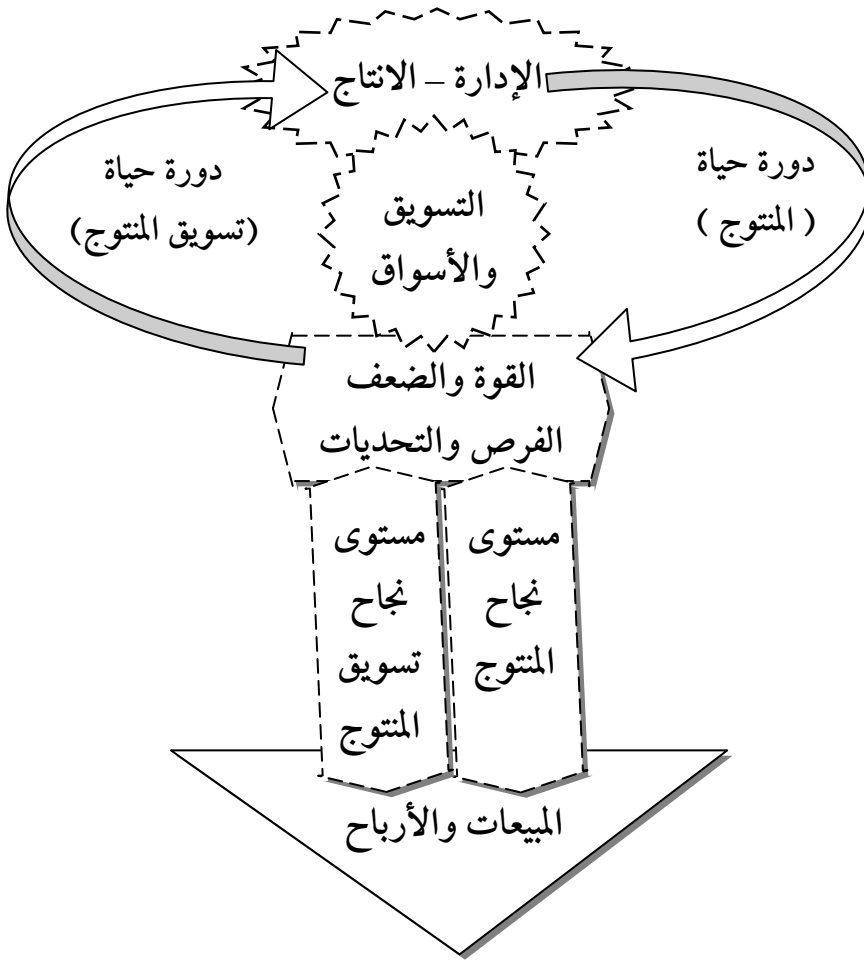 الإدارة – الانتاج
دورة حياة
( المنتوج )
دورة حياة
(تسويق المنتوج)
التسويق
والأسواق
القوة والضعف
الفرص والتحديات
مستوى
نجاح
المنتوج
مستوى
نجاح
تسويق
المنتوج
المبيعات والأرباح